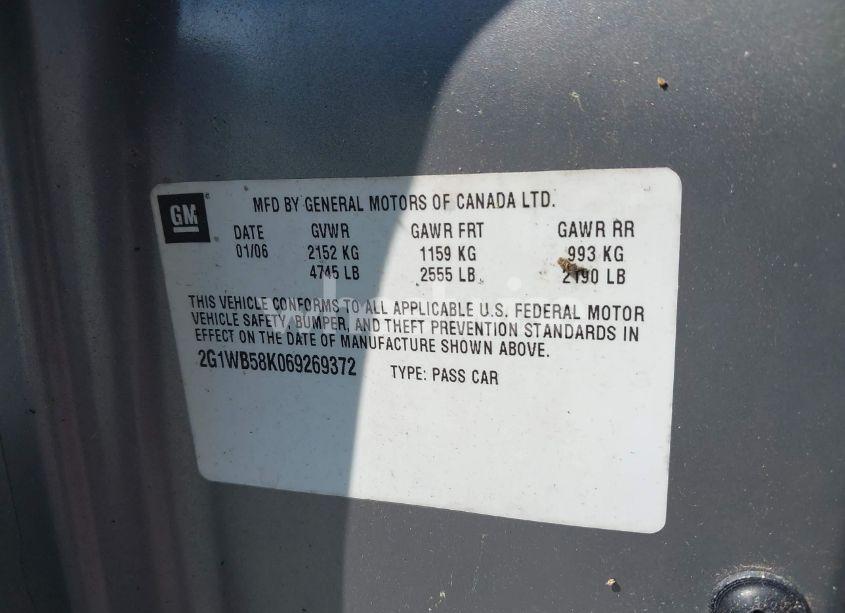 GM
MFD BY GENERAL MOTORS OF CANADA LTD.
DATE GVWR GAWR FRT GAWR RR
01/06 2152 KG 1159 KG 993 KG
4745 LB 2555 LB 2190 LB
THIS VEHICLE CONFORMS TO ALL APPLICABLE U.S. FEDERAL MOTOR
VEHICLE SAFETY, BUMPER, AND THEFT PREVENTION STANDARDS IN
EFFECT ON THE DATE OF MANUFACTURE SHOWN ABOVE.
2G1WB58K069269372 TYPE: PASS CAR